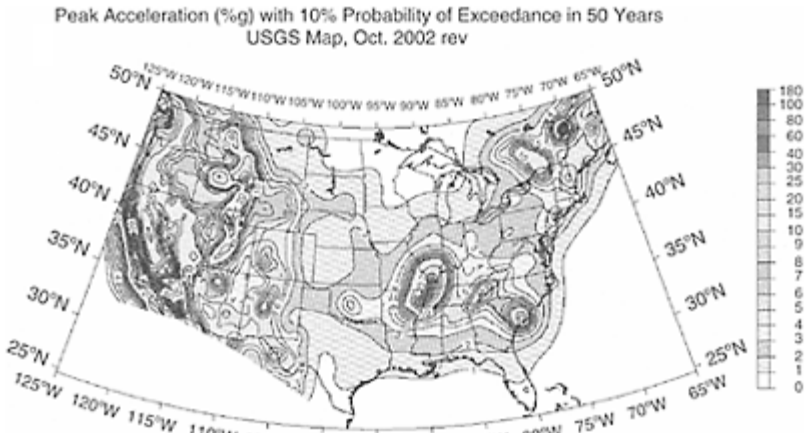 Peak Acceleration (%g) with 10% Probability of Exceedance in 50 Years
USGS Map, Oct. 2002 rev
125°W 120°W 115°W 110°W 105°W 100°W 95°W 90°W 85°W 80°W 75°W 70°W 65°W
50°N 50°N
45°N 45°N
40°N 40°N
35°N 35°N
30°N 30°N
25°N 25°N
125°W 120°W 115°W 75°W 70°W 65°W
180
100
80
60
40
30
25
20
15
10
9
8
7
6
5
4
3
2
1
0